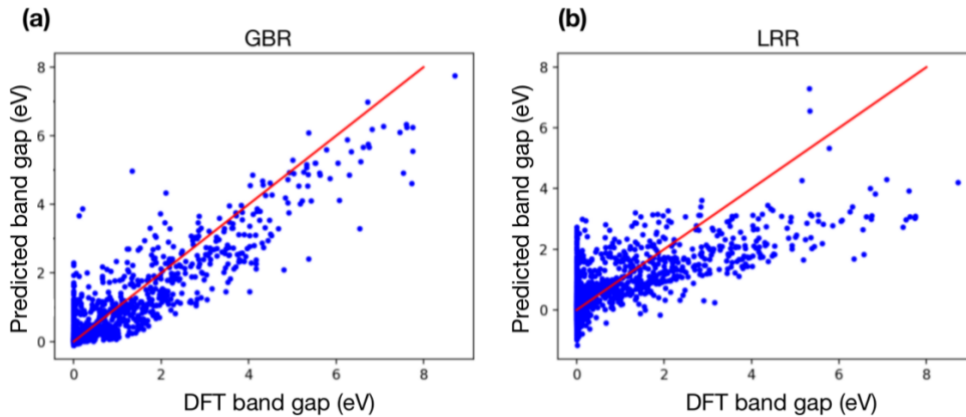 (a)
GBR
Predicted band gap (eV)
8
6
4
2
0
0 2 4 6 8
DFT band gap (eV)
(b)
LRR
Predicted band gap (eV)
8
6
4
2
0
0 2 4 6 8
DFT band gap (eV)